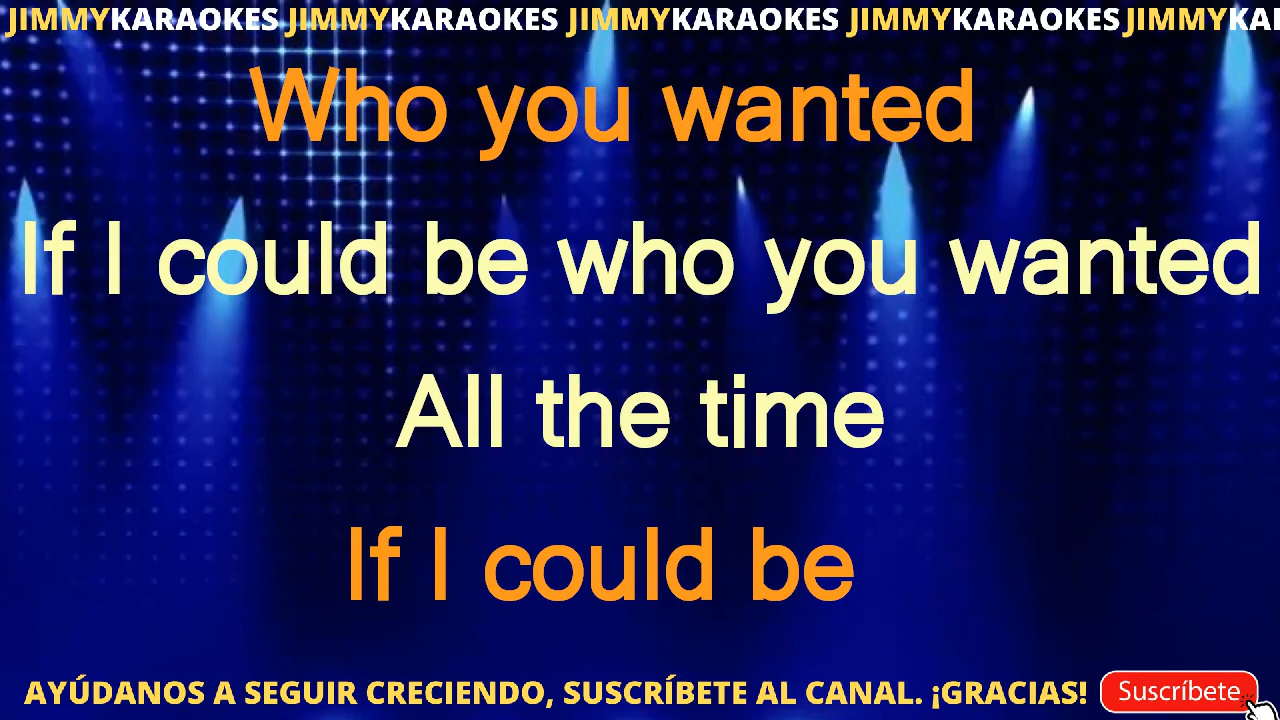 JIMMYKARAOKES JIMMYKARAOKES JIMMYKARAOKES JIMMYKARAOKES JIMMYKA
Who you wanted
If I could be who you wanted
All the time
If I could be
AYÚDANOS A SEGUIR CRECIENDO, SUSCRÍBETE AL CANAL. ¡GRACIAS! Suscríbete